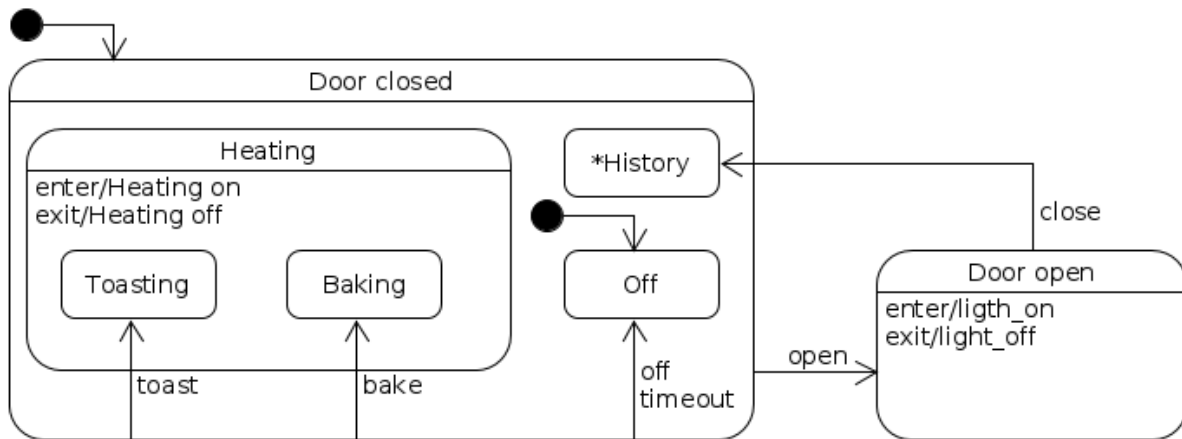 Door closed
Heating
enter/Heating on
exit/Heating off
*History
Toasting
Baking
Off
toast
bake
off
timeout
open
close
Door open
enter/ligth_on
exit/light_off